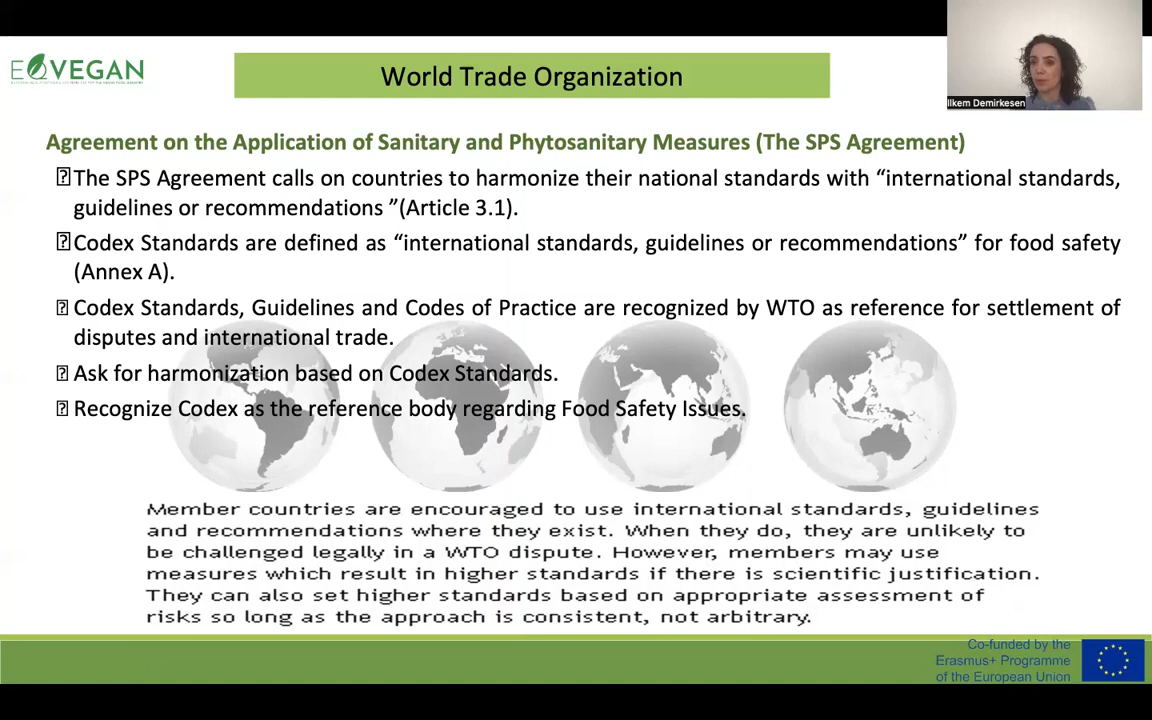 EQVEGAN
World Trade Organization
Ilkem Demirkesen
Agreement on the Application of Sanitary and Phytosanitary Measures (The SPS Agreement)
The SPS Agreement calls on countries to harmonize their national standards with “international standards,
guidelines or recommendations ”(Article 3.1).
Codex Standards are defined as “international standards, guidelines or recommendations” for food safety
(Annex A).
Codex Standards, Guidelines and Codes of Practice are recognized by WTO as reference for settlement of
disputes and international trade.
Ask for harmonization based on Codex Standards.
Recognize Codex as the reference body regarding Food Safety Issues.
Member countries are encouraged to use international standards, guidelines
and recommendations where they exist. When they do, they are unlikely to
be challenged legally in a WTO dispute. However, members may use
measures which result in higher standards if there is scientific justification.
They can also set higher standards based on appropriate assessment of
risks so long as the approach is consistent, not arbitrary.
Co-funded by the
Erasmus+ Programme
of the European Union